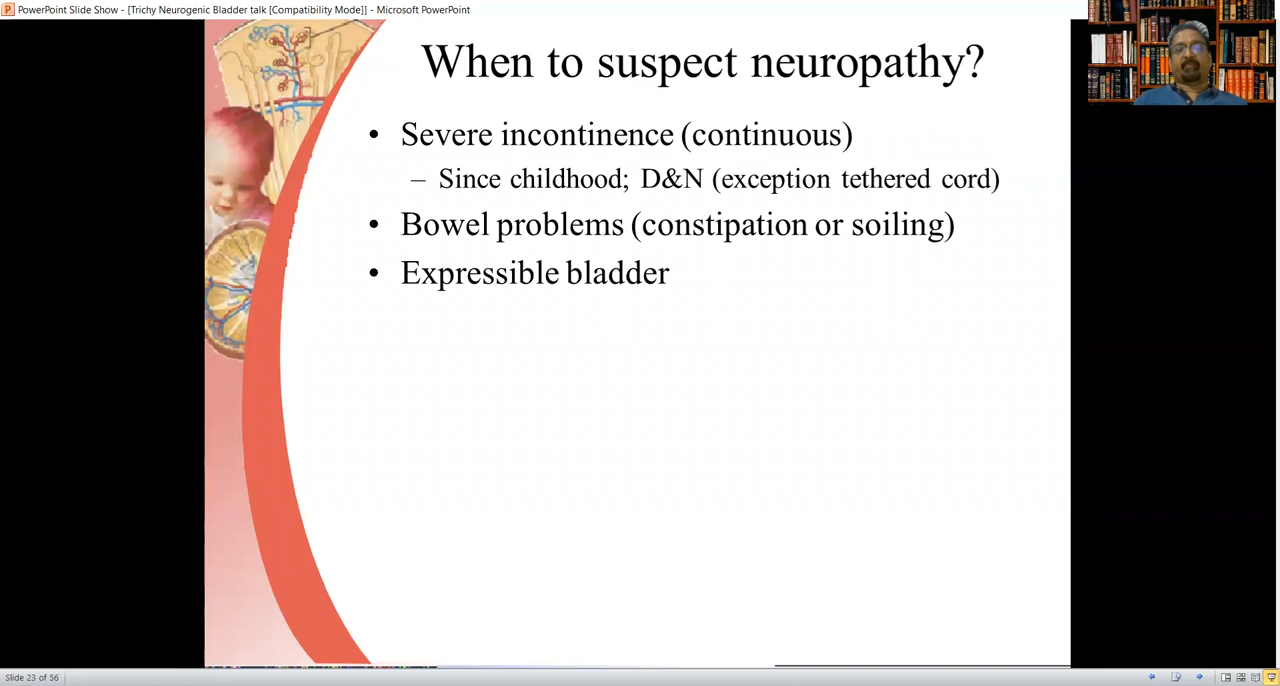 PowerPoint Slide Show - [Trichy Neurogenic Bladder talk [Compatibility Mode]] - Microsoft PowerPoint
When to suspect neuropathy?
• Severe incontinence (continuous)
– Since childhood; D&N (exception tethered cord)
• Bowel problems (constipation or soiling)
• Expressible bladder
Slide 23 of 56